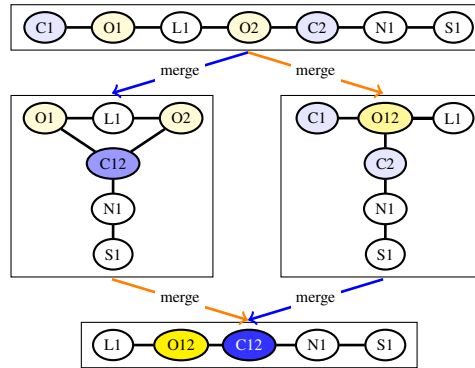 C1 O1 L1 O2 C2 N1 S1
merge merge
O1 L1 O2
C12
N1
S1
C1 O12 L1
C2
N1
S1
merge merge
L1 O12 C12 N1 S1